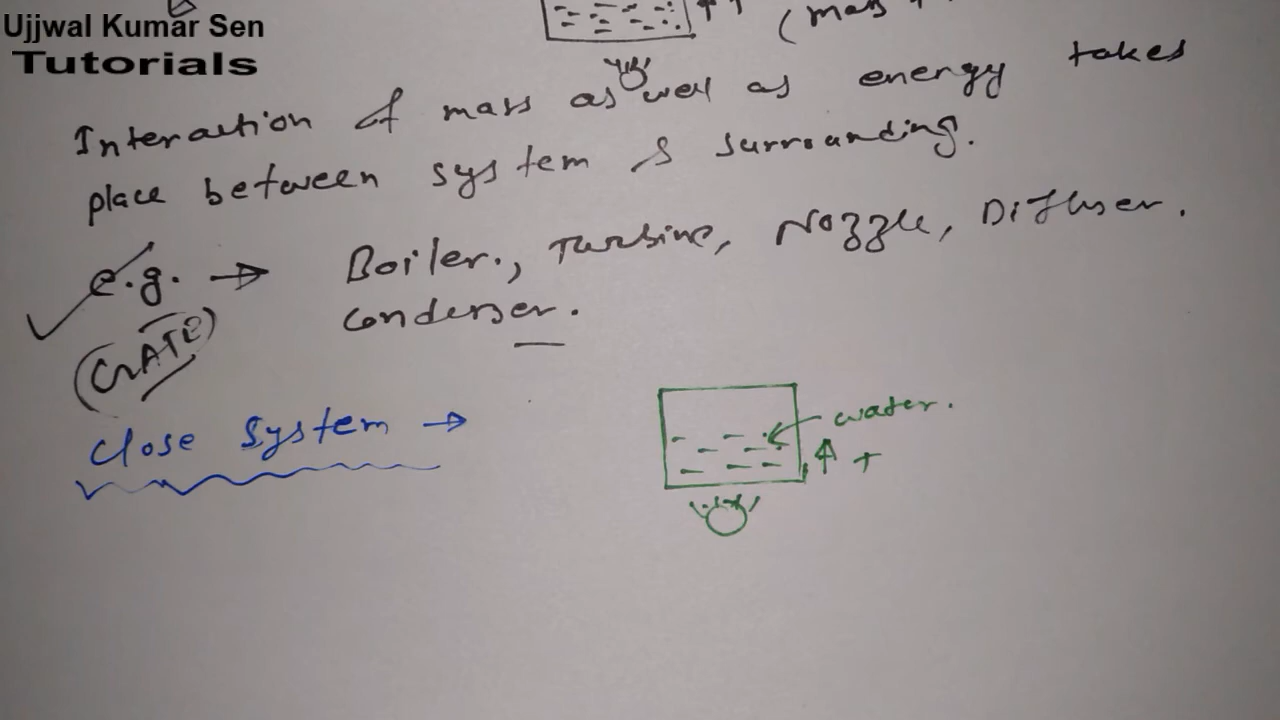 Ujjwal Kumar Sen
Tutorials
(mass
Interaction of mass as well as energy takes
place between system & surrounding.
e.g. → Boiler., Turbine, Nozzle, Diffuser.
condenser.
(GATE)
Close System →
water.
↑ +